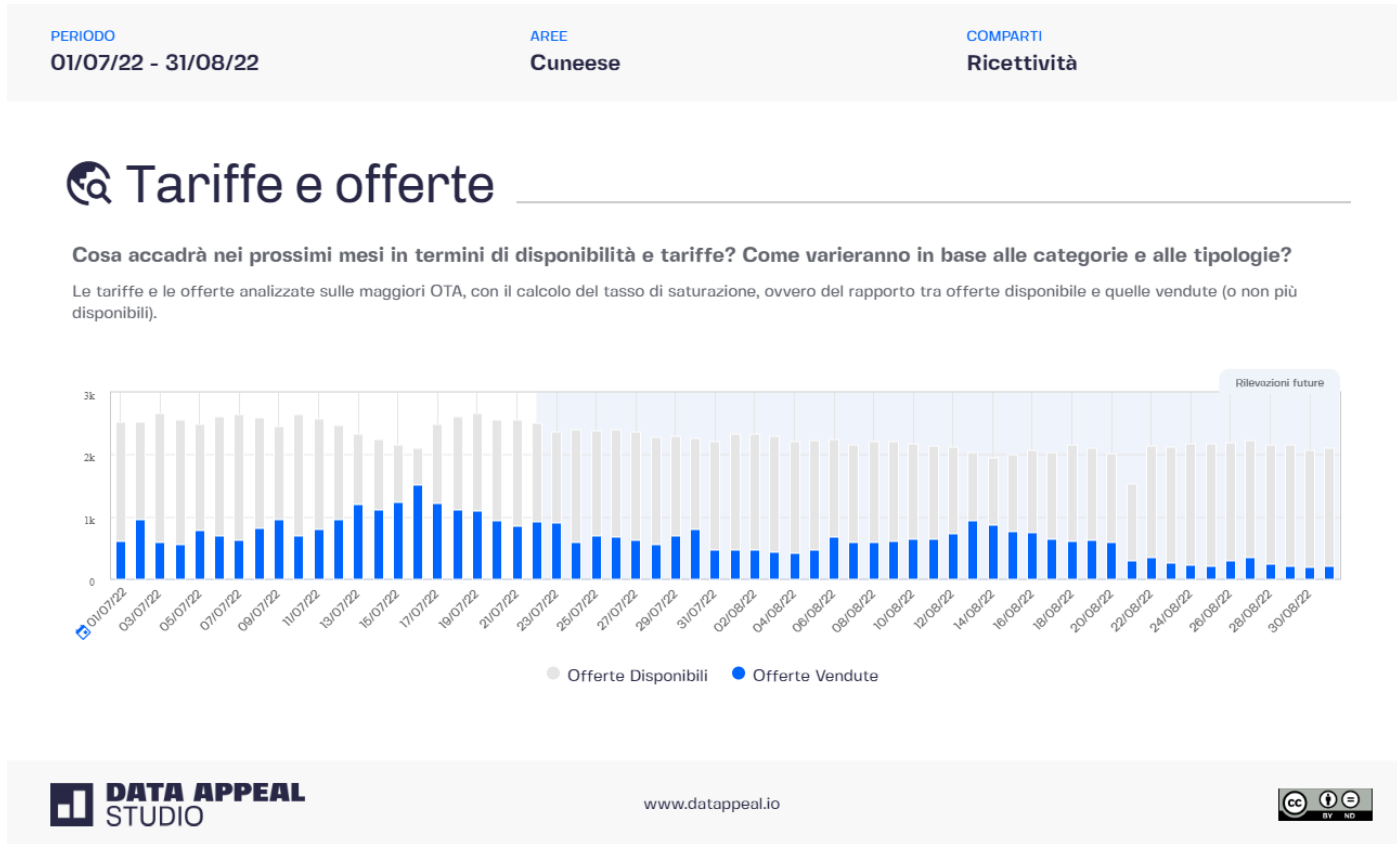 PERIODO
01/07/22 - 31/08/22
AREE
Cuneese
COMPARTI
Ricettività
Tariffe e offerte
Cosa accadrà nei prossimi mesi in termini di disponibilità e tariffe? Come varieranno in base alle categorie e alle tipologie?
Le tariffe e le offerte analizzate sulle maggiori OTA, con il calcolo del tasso di saturazione, ovvero del rapporto tra offerte disponibile e quelle vendute (o non più
disponibili).
Rilevazioni future
3k
2k
1k
0
01/07/22
03/07/22
05/07/22
07/07/22
09/07/22
11/07/22
13/07/22
15/07/22
17/07/22
19/07/22
21/07/22
23/07/22
25/07/22
27/07/22
29/07/22
31/07/22
02/08/22
04/08/22
06/08/22
08/08/22
10/08/22
12/08/22
14/08/22
16/08/22
18/08/22
20/08/22
22/08/22
24/08/22
26/08/22
28/08/22
30/08/22
Offerte Disponibili
Offerte Vendute
DATA APPEAL
STUDIO
www.datappeal.io
cc
BY ND